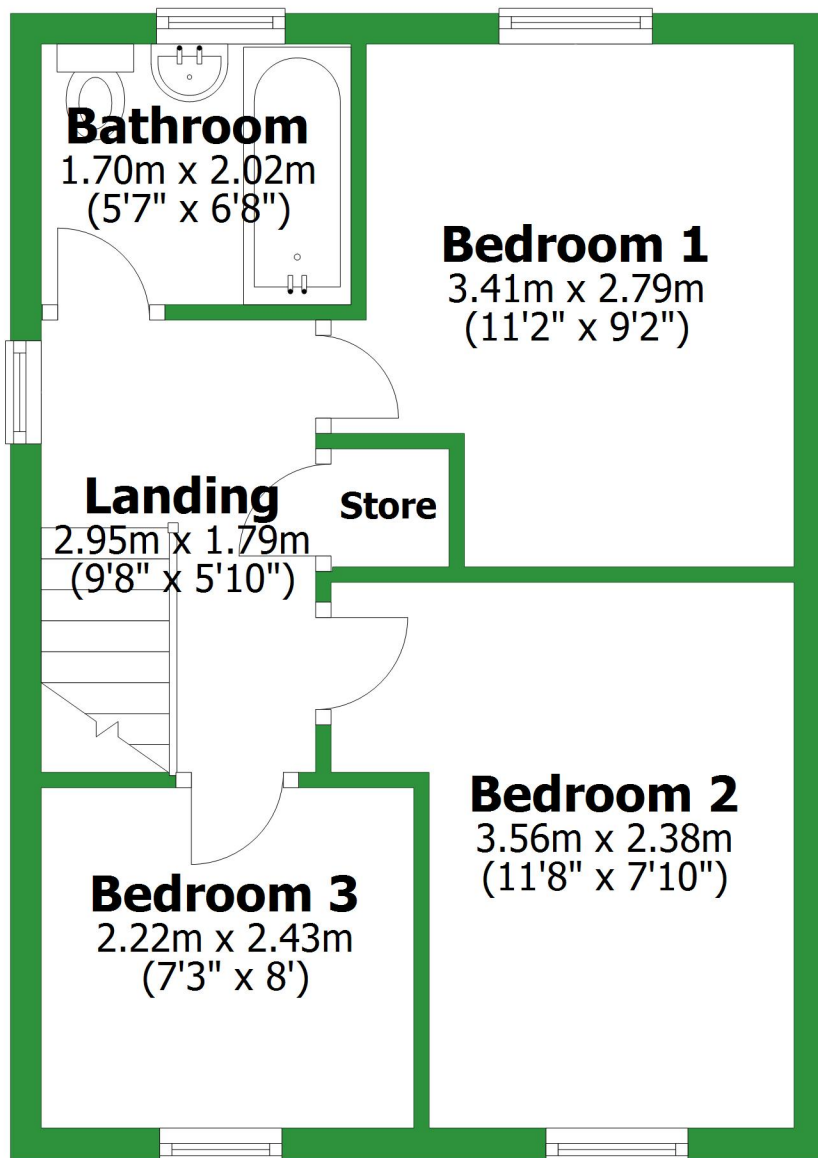 Bathroom
1.70m x 2.02m
(5'7" x 6'8")
Bedroom 1
3.41m x 2.79m
(11'2" x 9'2")
Landing
2.95m x 1.79m
(9'8" x 5'10")
Store
Bedroom 2
3.56m x 2.38m
(11'8" x 7'10")
Bedroom 3
2.22m x 2.43m
(7'3" x 8')